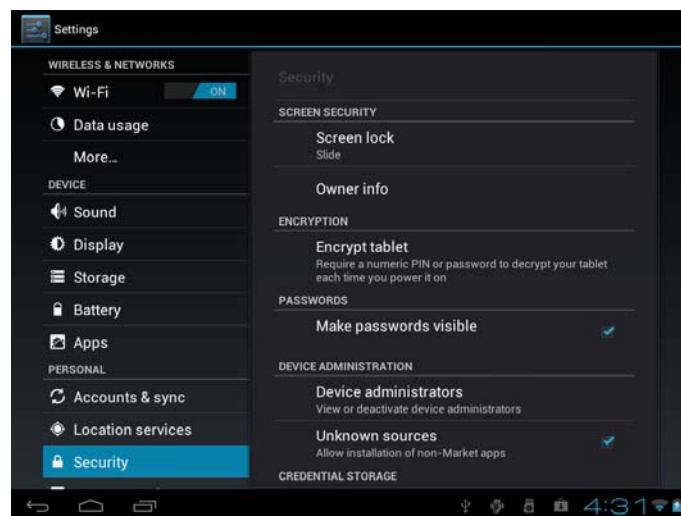 Settings
WIRELESS & NETWORKS
Wi-Fi
ON
Data usage
More...
DEVICE
Sound
Display
Storage
Battery
Apps
PERSONAL
Accounts & sync
Location services
Security
Security
SCREEN SECURITY
Screen lock
Slide
Owner info
ENCRYPTION
Encrypt tablet
Require a numeric PIN or password to decrypt your tablet
each time you power it on
PASSWORDS
Make passwords visible
DEVICE ADMINISTRATION
Device administrators
View or deactivate device administrators
Unknown sources
Allow installation of non-Market apps
CREDENTIAL STORAGE
4:31